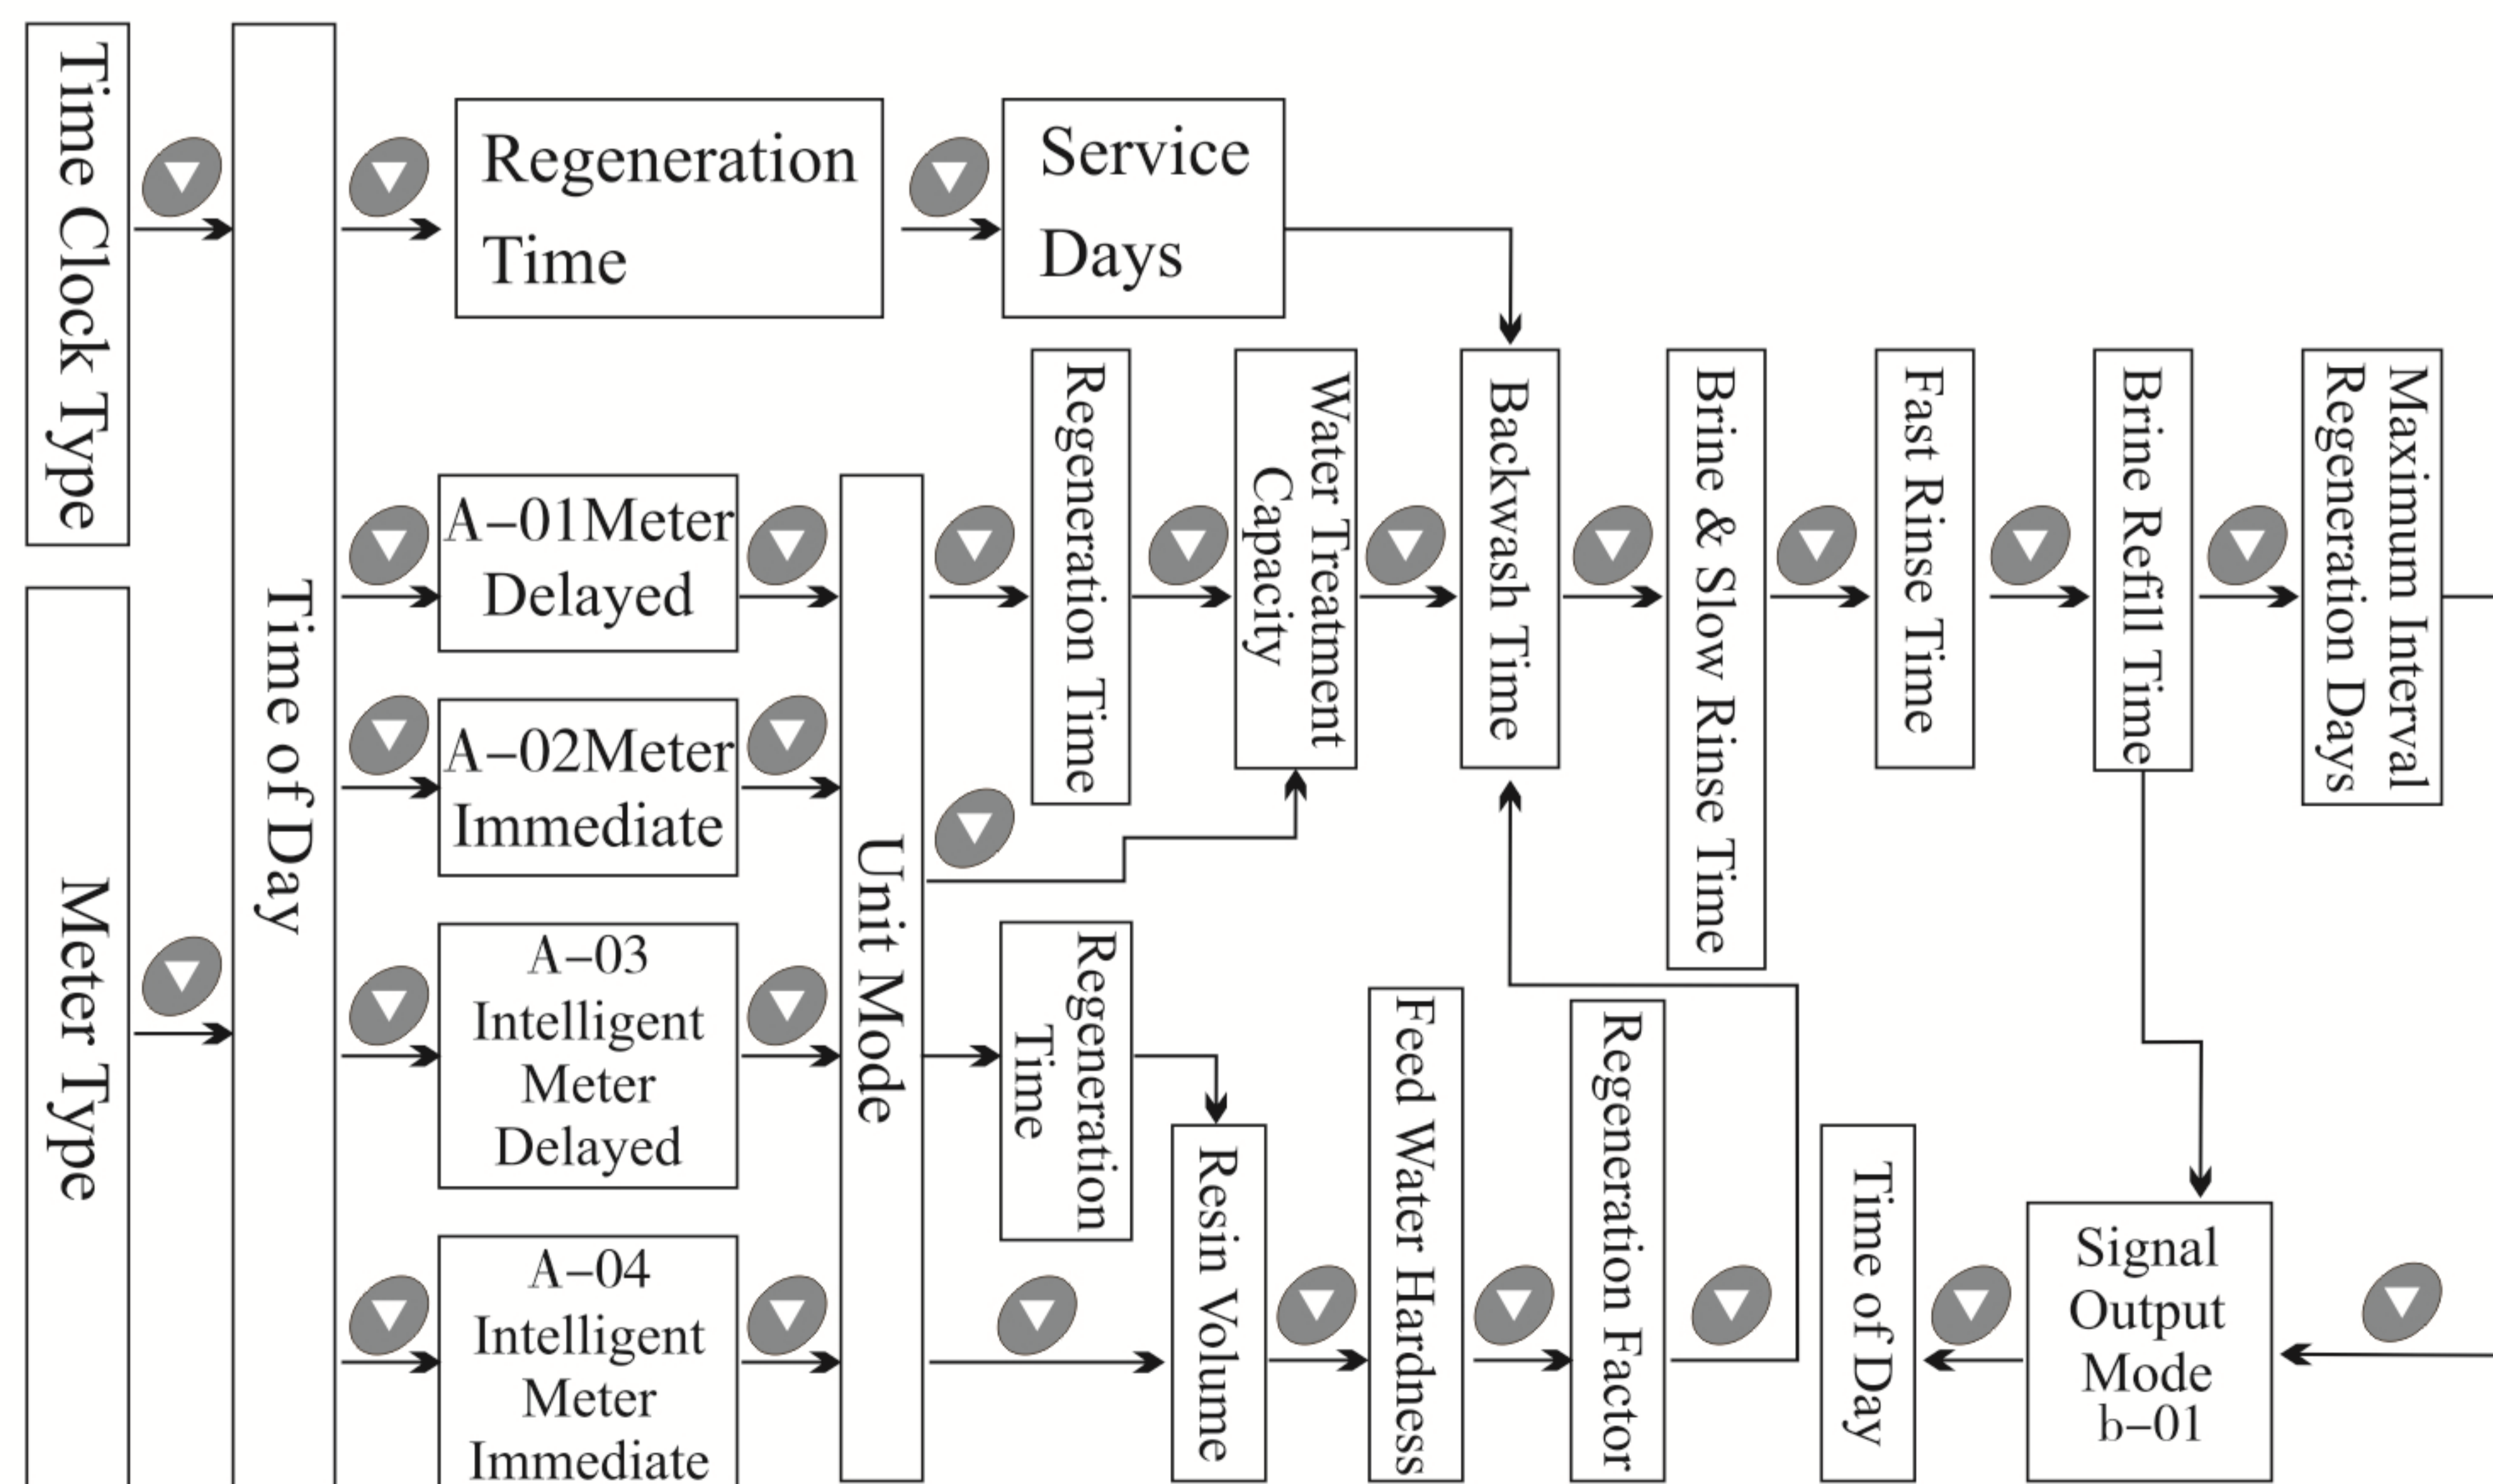 Time Clock Type
Meter Type
Time of Day
Regeneration
Time
Service
Days
A-01Meter
Delayed
A-02Meter
Immediate
A-03
Intelligent
Meter
Delayed
A-04
Intelligent
Meter
Immediate
Unit Mode
Regeneration Time
Water Treatment
Capacity
Backwash Time
Brine & Slow Rinse Time
Fast Rinse Time
Brine Refill Time
Maximum Interval
Regeneration Days
Regeneration
Time
Resin Volume
Feed Water Hardness
Regeneration Factor
Time of Day
Signal
Output
Mode
b-01